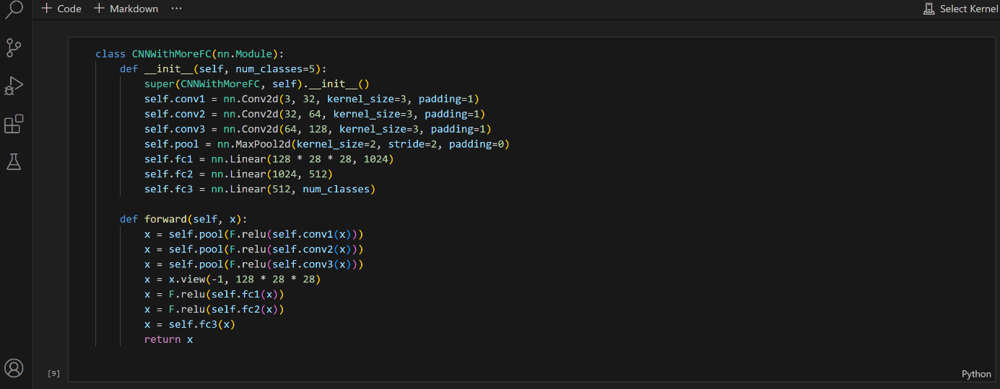 + Code + Markdown ...
Select Kernel
class CNNWithMoreFC(nn.Module):
    def __init__(self, num_classes=5):
        super(CNNWithMoreFC, self).__init__()
        self.conv1 = nn.Conv2d(3, 32, kernel_size=3, padding=1)
        self.conv2 = nn.Conv2d(32, 64, kernel_size=3, padding=1)
        self.conv3 = nn.Conv2d(64, 128, kernel_size=3, padding=1)
        self.pool = nn.MaxPool2d(kernel_size=2, stride=2, padding=0)
        self.fc1 = nn.Linear(128 * 28 * 28, 1024)
        self.fc2 = nn.Linear(1024, 512)
        self.fc3 = nn.Linear(512, num_classes)
    def forward(self, x):
        x = self.pool(F.relu(self.conv1(x)))
        x = self.pool(F.relu(self.conv2(x)))
        x = self.pool(F.relu(self.conv3(x)))
        x = x.view(-1, 128 * 28 * 28)
        x = F.relu(self.fc1(x))
        x = F.relu(self.fc2(x))
        x = self.fc3(x)
        return x
[9]
Python